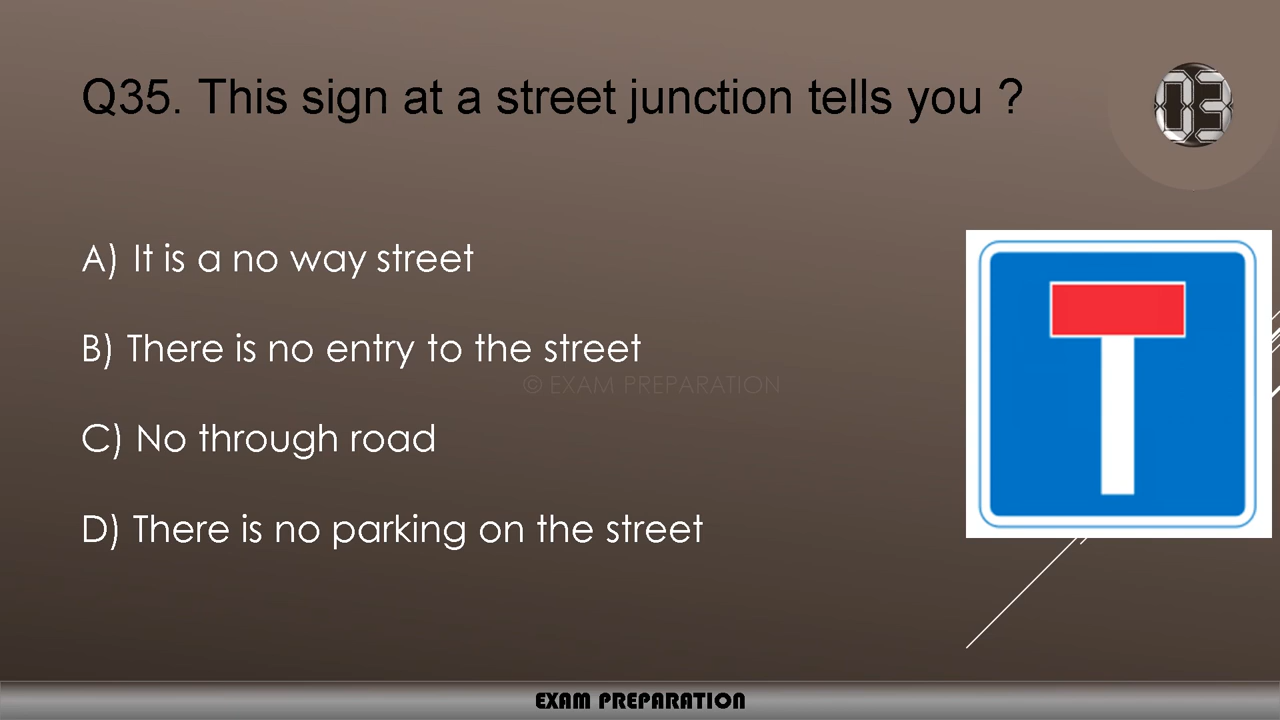 Q35. This sign at a street junction tells you ?
03
A) It is a no way street
B) There is no entry to the street
© EXAM PREPARATION
C) No through road
D) There is no parking on the street
EXAM PREPARATION